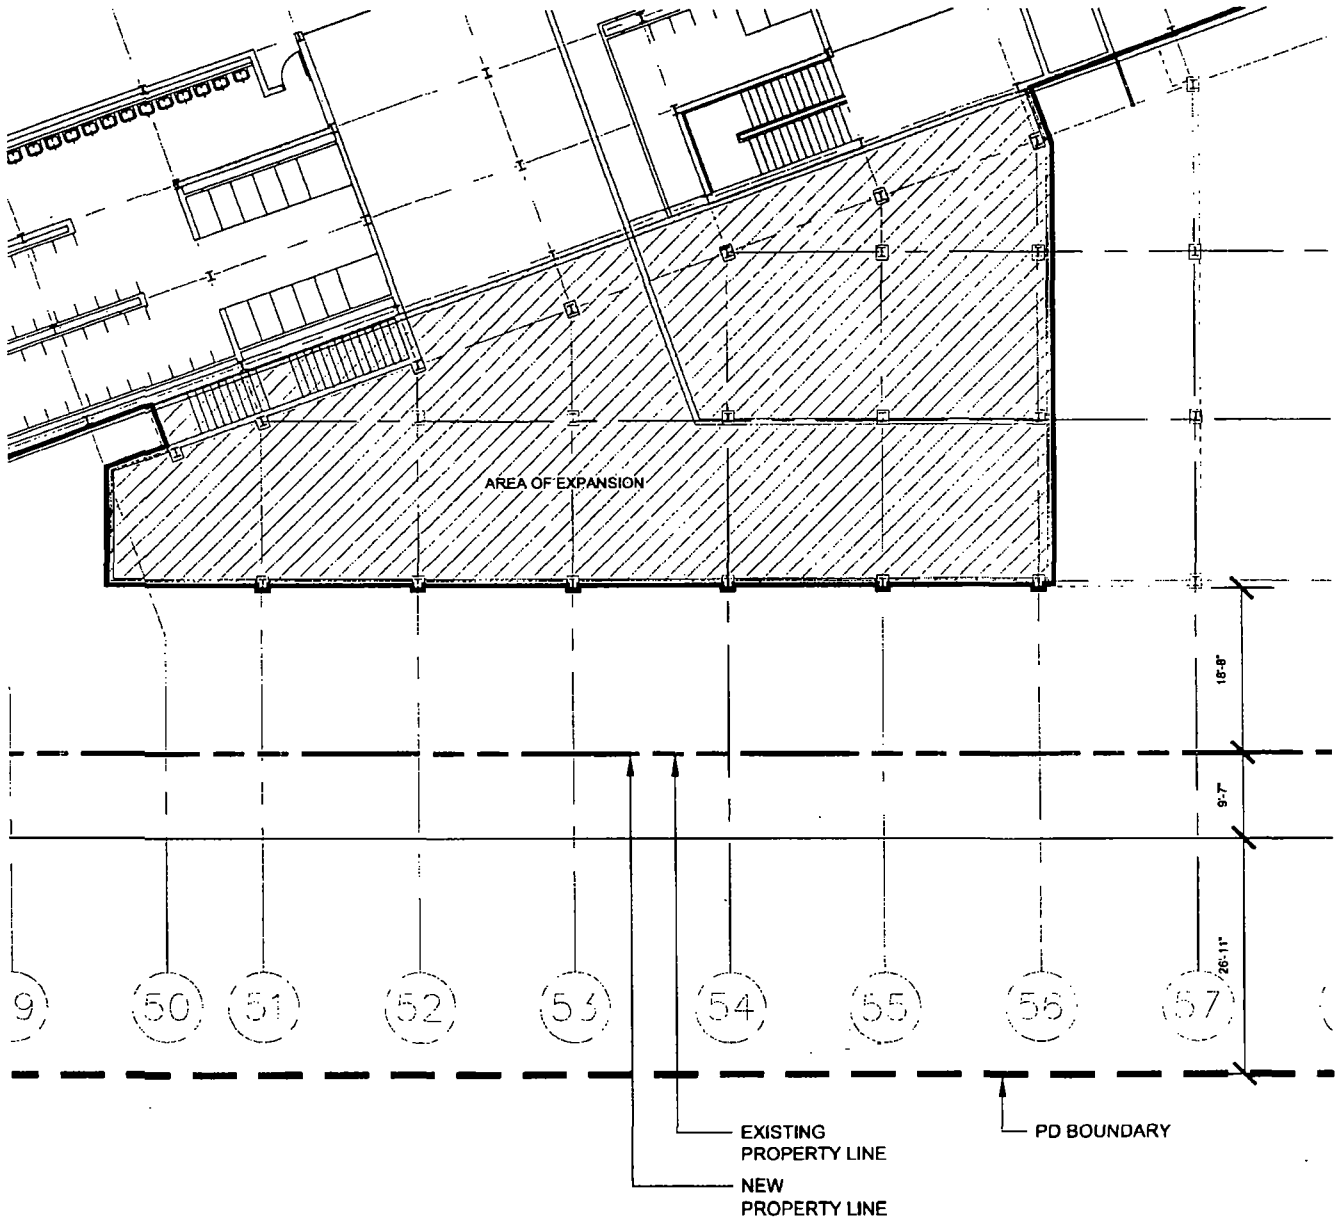 AREA OF EXPANSION
18'-8"
9'-7"
26'-11"
9
50
51
52
53
54
55
56
57
EXISTING
PROPERTY LINE
PD BOUNDARY
NEW
PROPERTY LINE